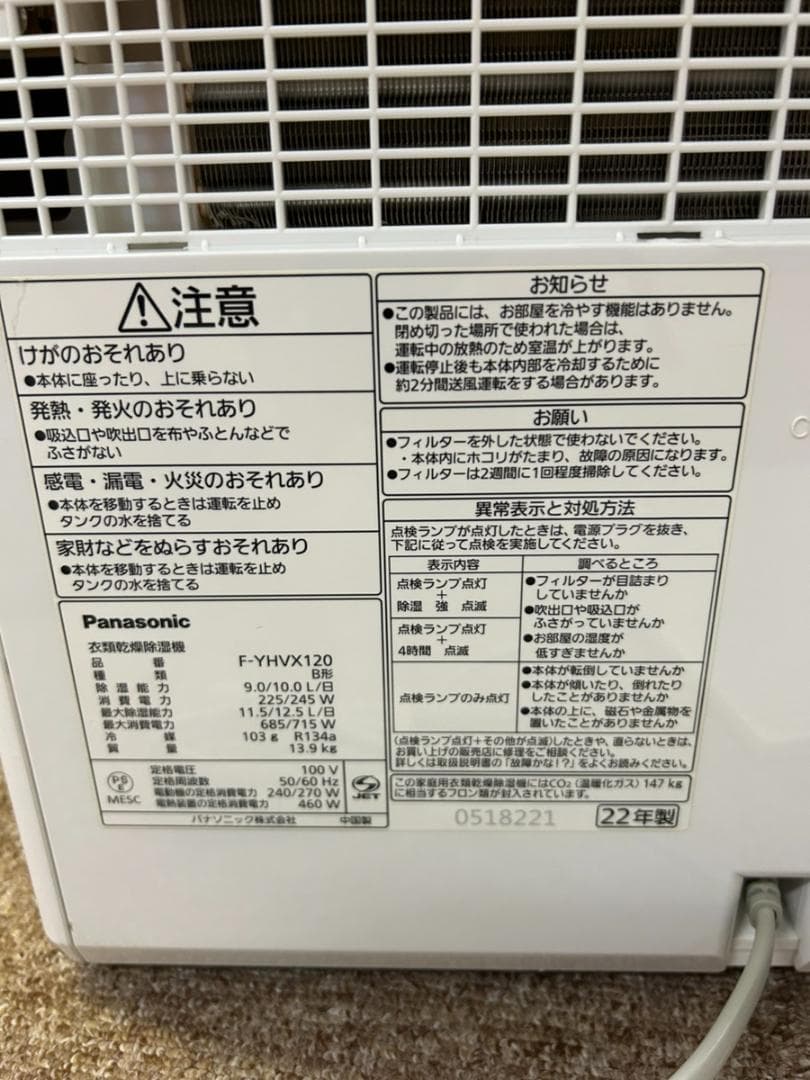 注意
けがのおそれあり
●本体に座ったり、上に乗らない
発熱・発火のおそれあり
●吸込口や吹出口を布やふとんなどで
ふさがない
感電・漏電・火災のおそれあり
●本体を移動するときは運転を止め
タンクの水を捨てる
家財などをぬらすおそれあり
●本体を移動するときは運転を止め
タンクの水を捨てる
Panasonic
衣類乾燥除湿機
品番 F-YHVX120
種類 B形
除湿能力 9.0/10.0 L/日
消費電力 225/245 W
最大除湿能力 11.5/12.5 L/日
最大消費電力 685/715 W
冷媒 103 g R134a
質量 13.9 kg
PS
E
MESC
定格電圧 100 V
定格周波数 50/60 Hz
電動機の定格消費電力 240/270 W
電熱装置の定格消費電力 460 W
JET
パナソニック株式会社 中国製
お知らせ
●この製品には、お部屋を冷やす機能はありません。
閉め切った場所で使われた場合は、
運転中の放熱のため室温が上がります。
●運転停止後も本体内部を冷却するために
約2分間送風運転をする場合があります。
お願い
●フィルターを外した状態で使わないでください。
・本体内にホコリがたまり、故障の原因になります。
●フィルターは2週間に1回程度掃除してください。
異常表示と対処方法
点検ランプが点灯したときは、電源プラグを抜き、
下記に従って点検を実施してください。
表示内容 調べるところ
点検ランプ点灯
+
除湿 強 点滅
点検ランプ点灯
+
4時間 点滅
●フィルターが目詰まり
していませんか
●吹出口や吸込口が
ふさがっていませんか
●お部屋の湿度が
低すぎませんか
点検ランプのみ点灯
●本体が転倒していませんか
●本体が傾いたり、倒れたり
したことがありませんか
●本体の上に、磁石や金属物を
置いたことがありませんか
(点検ランプ点灯+その他が点滅)したときや、直らないときは、
お買い上げの販売店に修理をご相談ください。
詳しくは取扱説明書の「故障かな!?」をよくお読みください。
この家庭用衣類乾燥除湿機にはCO₂(温暖化ガス)147 kg
に相当するフロン類が封入されています。
0518221
22年製